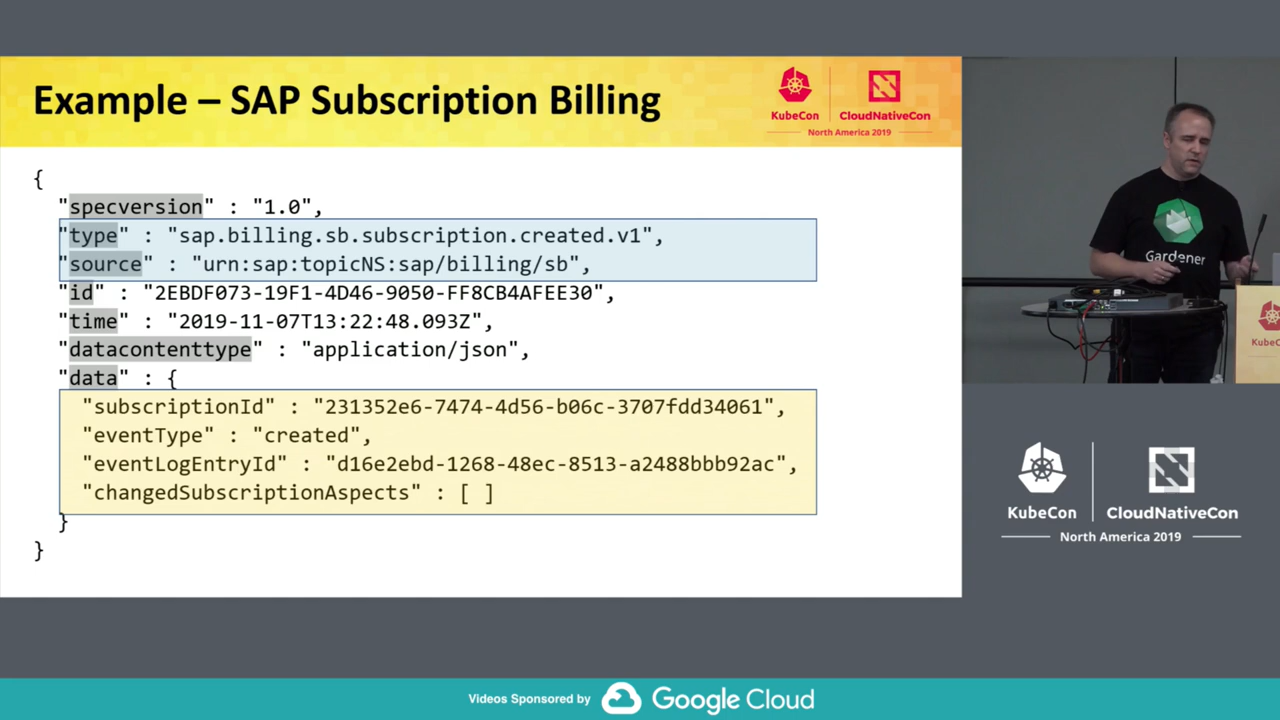 Example – SAP Subscription Billing
KubeCon
CloudNativeCon
North America 2019
{
"specversion" : "1.0",
"type" : "sap.billing.sb.subscription.created.v1",
"source" : "urn:sap:topicNS:sap/billing/sb",
"id" : "2EBDF073-19F1-4D46-9050-FF8CB4AFEE30",
"time" : "2019-11-07T13:22:48.093Z",
"datacontenttype" : "application/json",
"data" : {
"subscriptionId" : "231352e6-7474-4d56-b06c-3707fdd34061",
"eventType" : "created",
"eventLogEntryId" : "d16e2ebd-1268-48ec-8513-a2488bbb92ac",
"changedSubscriptionAspects" : [ ]
}
}
Gardener
KubeCon
CloudNativeCon
North America 2019
Videos Sponsored by Google Cloud